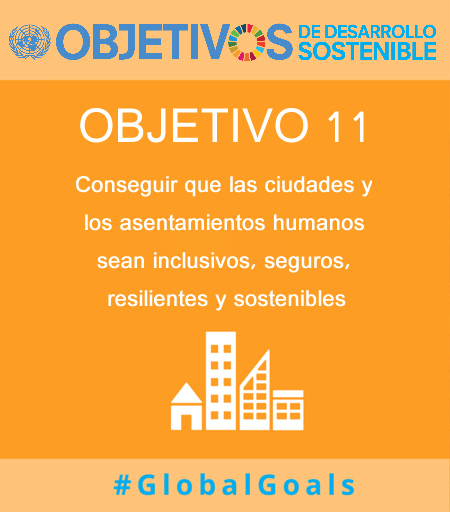 OBJETIVOS DE DESARROLLO SOSTENIBLE
OBJETIVO 11
Conseguir que las ciudades y
los asentamientos humanos
sean inclusivos, seguros,
resilientes y sostenibles
#GlobalGoals